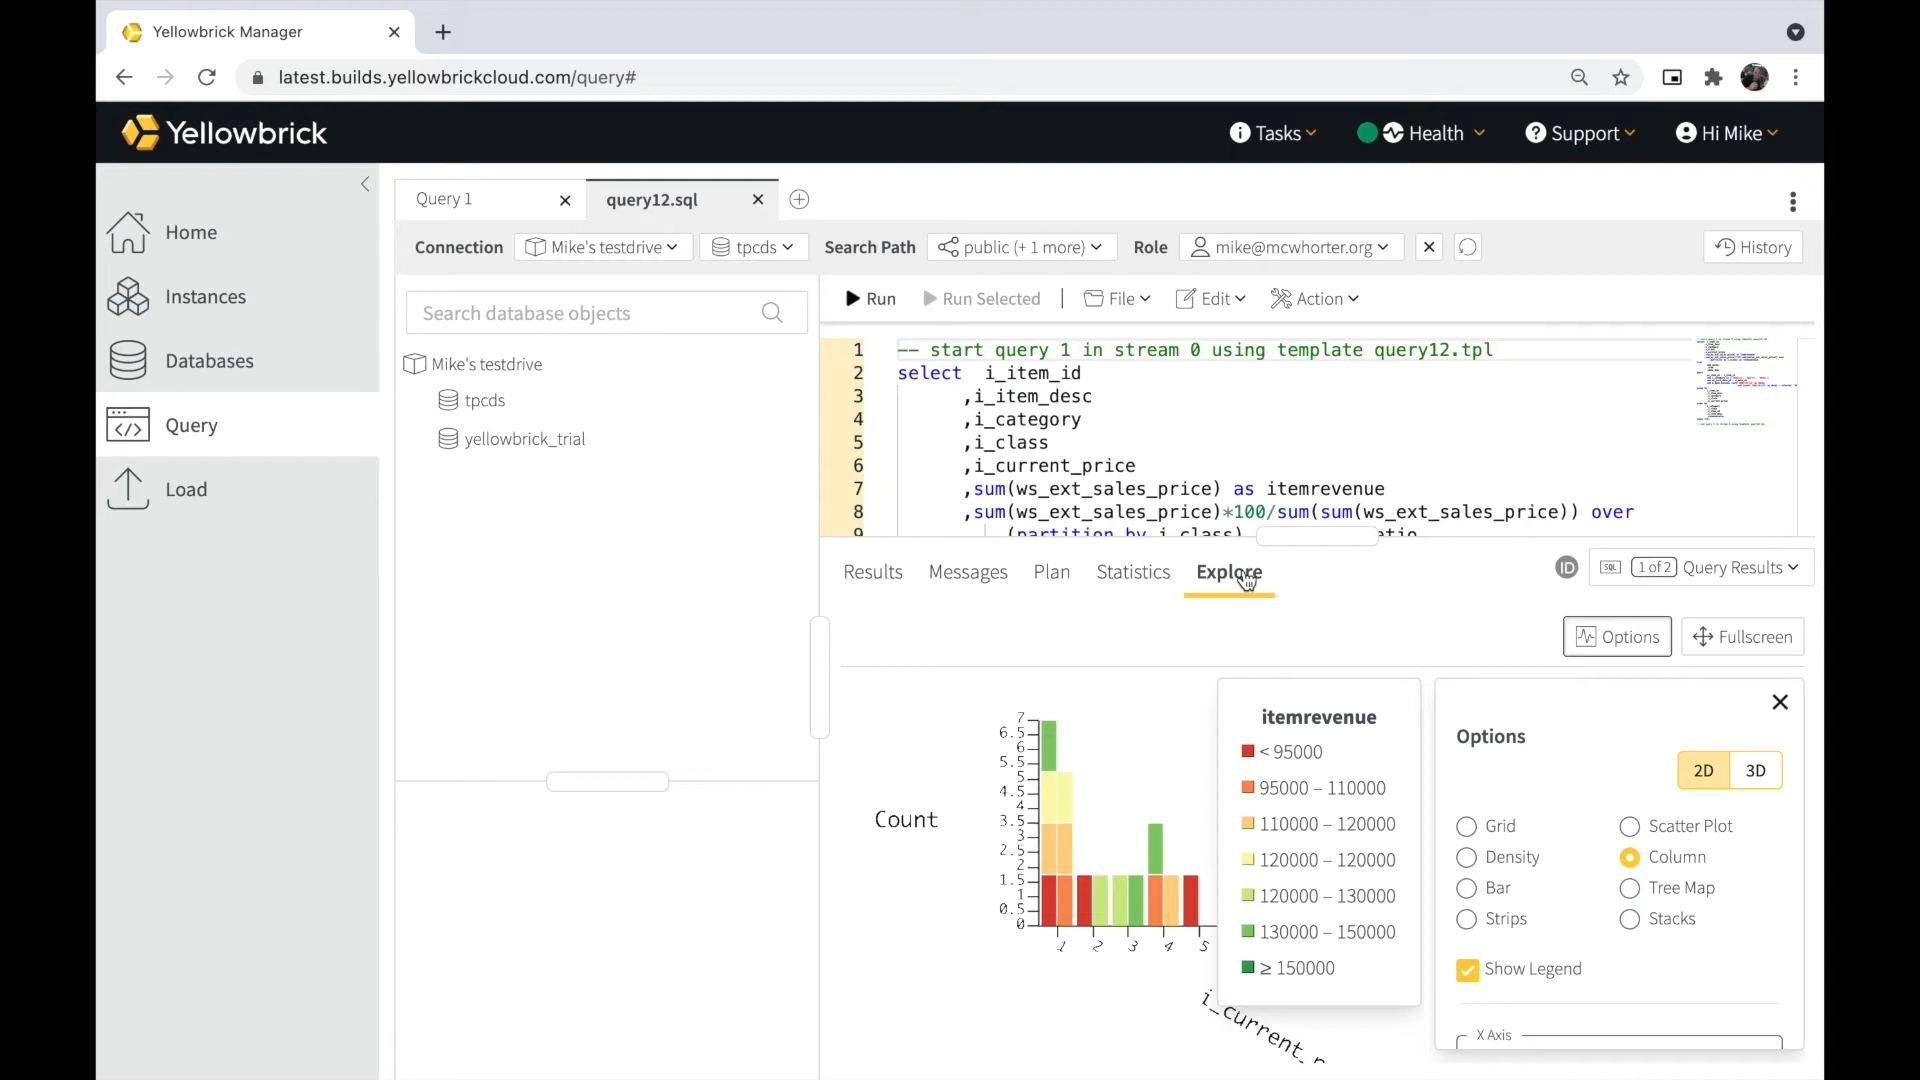 Yellowbrick Manager
latest.builds.yellowbrickcloud.com/query#
Yellowbrick
Tasks
Health
Support
Hi Mike
Home
Instances
Databases
Query
Load
Query 1
query12.sql
Connection
Mike's testdrive
tpcds
Search Path
public (+ 1 more)
Role
mike@mcwhorter.org
History
Search database objects
Mike's testdrive
tpcds
yellowbrick_trial
Run
Run Selected
File
Edit
Action
1 -- start query 1 in stream 0 using template query12.tpl
2 select i_item_id
3 ,i_item_desc
4 ,i_category
5 ,i_class
6 ,i_current_price
7 ,sum(ws_ext_sales_price) as itemrevenue
8 ,sum(ws_ext_sales_price)*100/sum(sum(ws_ext_sales_price)) over
9 (partition by i_class)
Results
Messages
Plan
Statistics
Explore
ID
SQL
1 of 2
Query Results
Options
Fullscreen
Count
7
6.5
6
5.5
5
4.5
4
3.5
3
2.5
2
1.5
1
0.5
0
1
2
3
4
5
i_current_
itemrevenue
< 95000
95000 – 110000
110000 – 120000
120000 – 120000
120000 – 130000
130000 – 150000
≥ 150000
Options
2D
3D
Grid
Scatter Plot
Density
Column
Bar
Tree Map
Strips
Stacks
Show Legend
X Axis